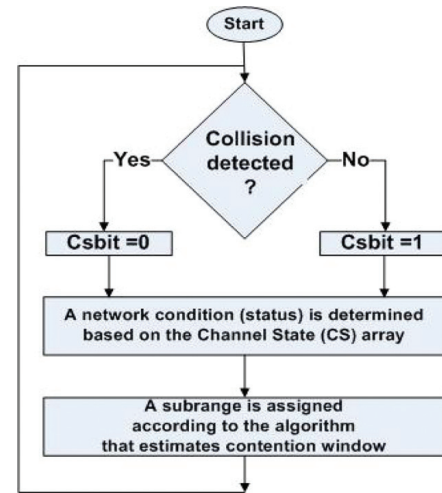 Start
Collision
detected
?
Yes
No
Csbit =0
Csbit =1
A network condition (status) is determined
based on the Channel State (CS) array
A subrange is assigned
according to the algorithm
that estimates contention window